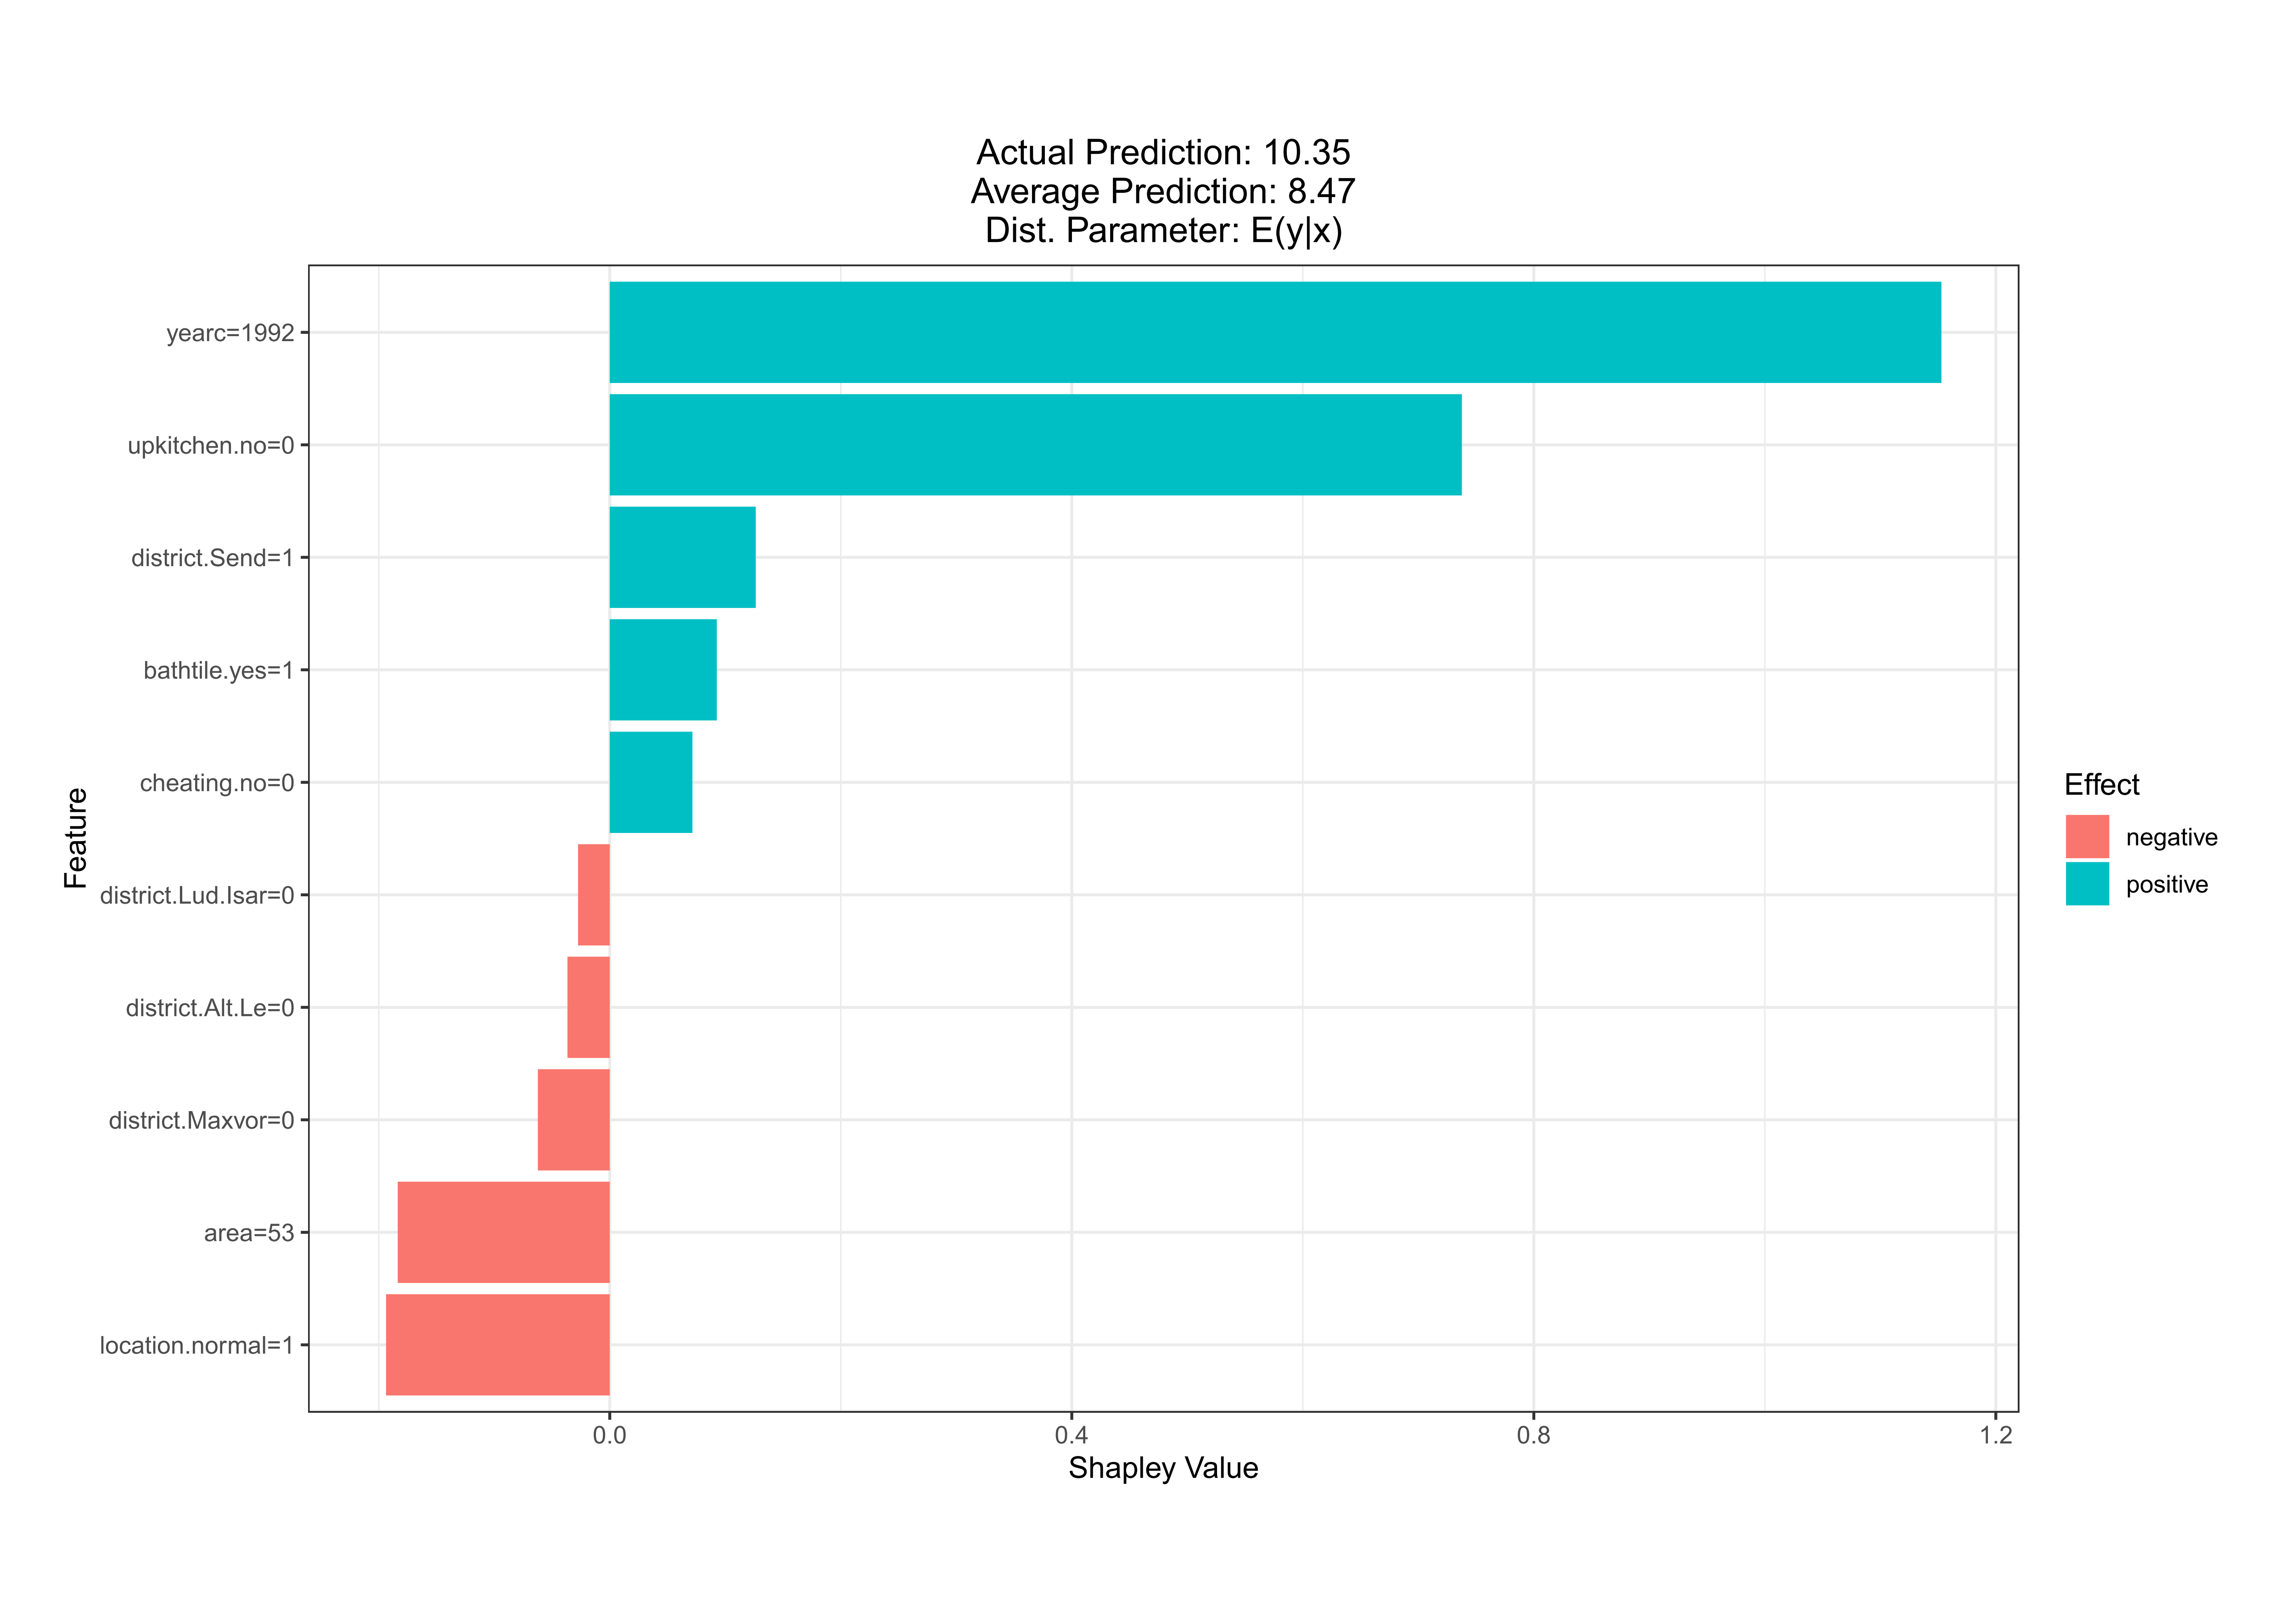 Actual Prediction: 10.35
Average Prediction: 8.47
Dist. Parameter: E(y|x)
yearc=1992
upkitchen.no=0
district.Send=1
bathtile.yes=1
cheating.no=0
district.Lud.Isar=0
district.Alt.Le=0
district.Maxvor=0
area=53
location.normal=1
Feature
0.0
0.4
0.8
1.2
Shapley Value
Effect
negative
positive